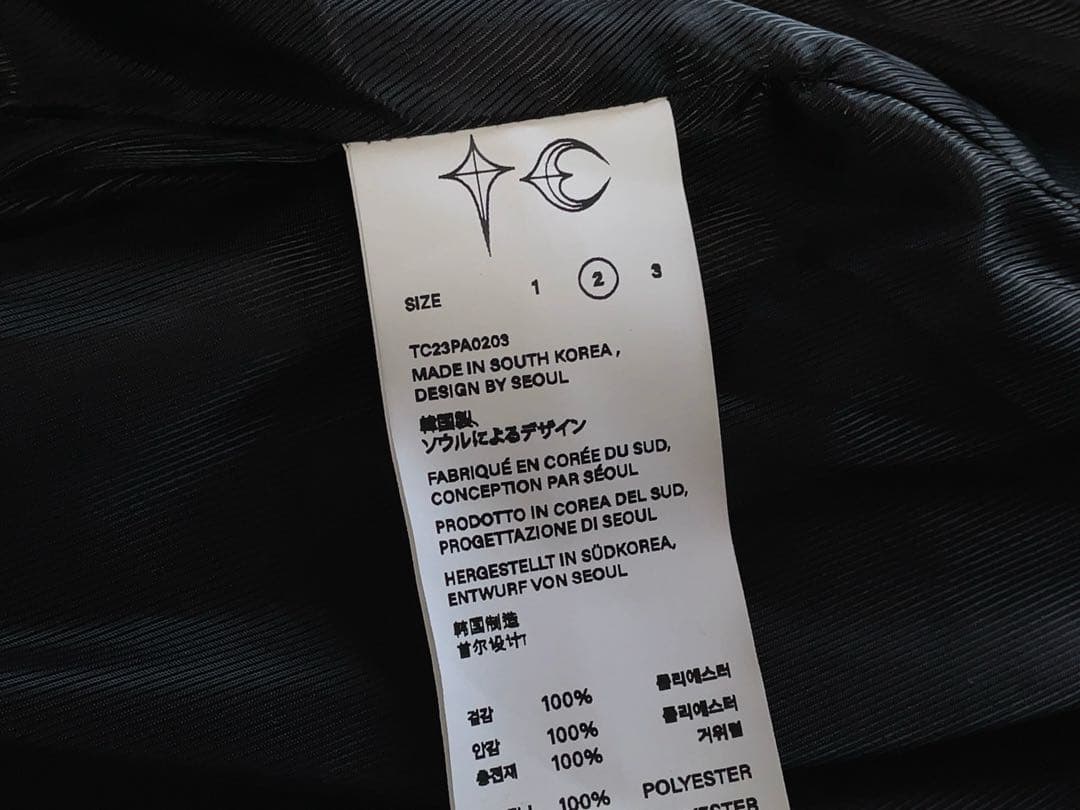 SIZE 1 2 3
TC23PA0203
MADE IN SOUTH KOREA,
DESIGN BY SEOUL
韓国製、
ソウルによるデザイン
FABRIQUÉ EN CORÉE DU SUD,
CONCEPTION PAR SÉOUL
PRODOTTO IN COREA DEL SUD,
PROGETTAZIONE DI SEOUL
HERGESTELLT IN SÜDKOREA,
ENTWURF VON SEOUL
韩国制造
首尔设计
겉감 100% 폴리에스터
안감 100% 폴리에스터
충전재 100% 거위털
100% POLYESTER